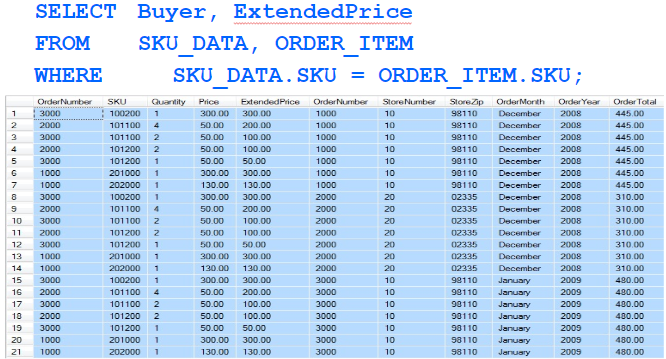 SELECT Buyer, ExtendedPrice
FROM SKU_DATA, ORDER_ITEM
WHERE SKU_DATA.SKU = ORDER_ITEM.SKU;
OrderNumber SKU Quantity Price ExtendedPrice OrderNumber StoreNumber StoreZip OrderMonth OrderYear OrderTotal
1 3000 100200 1 300.00 300.00 1000 10 98110 December 2008 445.00
2 2000 101100 4 50.00 200.00 1000 10 98110 December 2008 445.00
3 3000 101100 2 50.00 100.00 1000 10 98110 December 2008 445.00
4 2000 101200 2 50.00 100.00 1000 10 98110 December 2008 445.00
5 3000 101200 1 50.00 50.00 1000 10 98110 December 2008 445.00
6 1000 201000 1 300.00 300.00 1000 10 98110 December 2008 445.00
7 1000 202000 1 130.00 130.00 1000 10 98110 December 2008 445.00
8 3000 100200 1 300.00 300.00 2000 20 02335 December 2008 310.00
9 2000 101100 4 50.00 200.00 2000 20 02335 December 2008 310.00
10 3000 101100 2 50.00 100.00 2000 20 02335 December 2008 310.00
11 2000 101200 2 50.00 100.00 2000 20 02335 December 2008 310.00
12 3000 101200 1 50.00 50.00 2000 20 02335 December 2008 310.00
13 1000 201000 1 300.00 300.00 2000 20 02335 December 2008 310.00
14 1000 202000 1 130.00 130.00 2000 20 02335 December 2008 310.00
15 3000 100200 1 300.00 300.00 3000 10 98110 January 2009 480.00
16 2000 101100 4 50.00 200.00 3000 10 98110 January 2009 480.00
17 3000 101100 2 50.00 100.00 3000 10 98110 January 2009 480.00
18 2000 101200 2 50.00 100.00 3000 10 98110 January 2009 480.00
19 3000 101200 1 50.00 50.00 3000 10 98110 January 2009 480.00
20 1000 201000 1 300.00 300.00 3000 10 98110 January 2009 480.00
21 1000 202000 1 130.00 130.00 3000 10 98110 January 2009 480.00